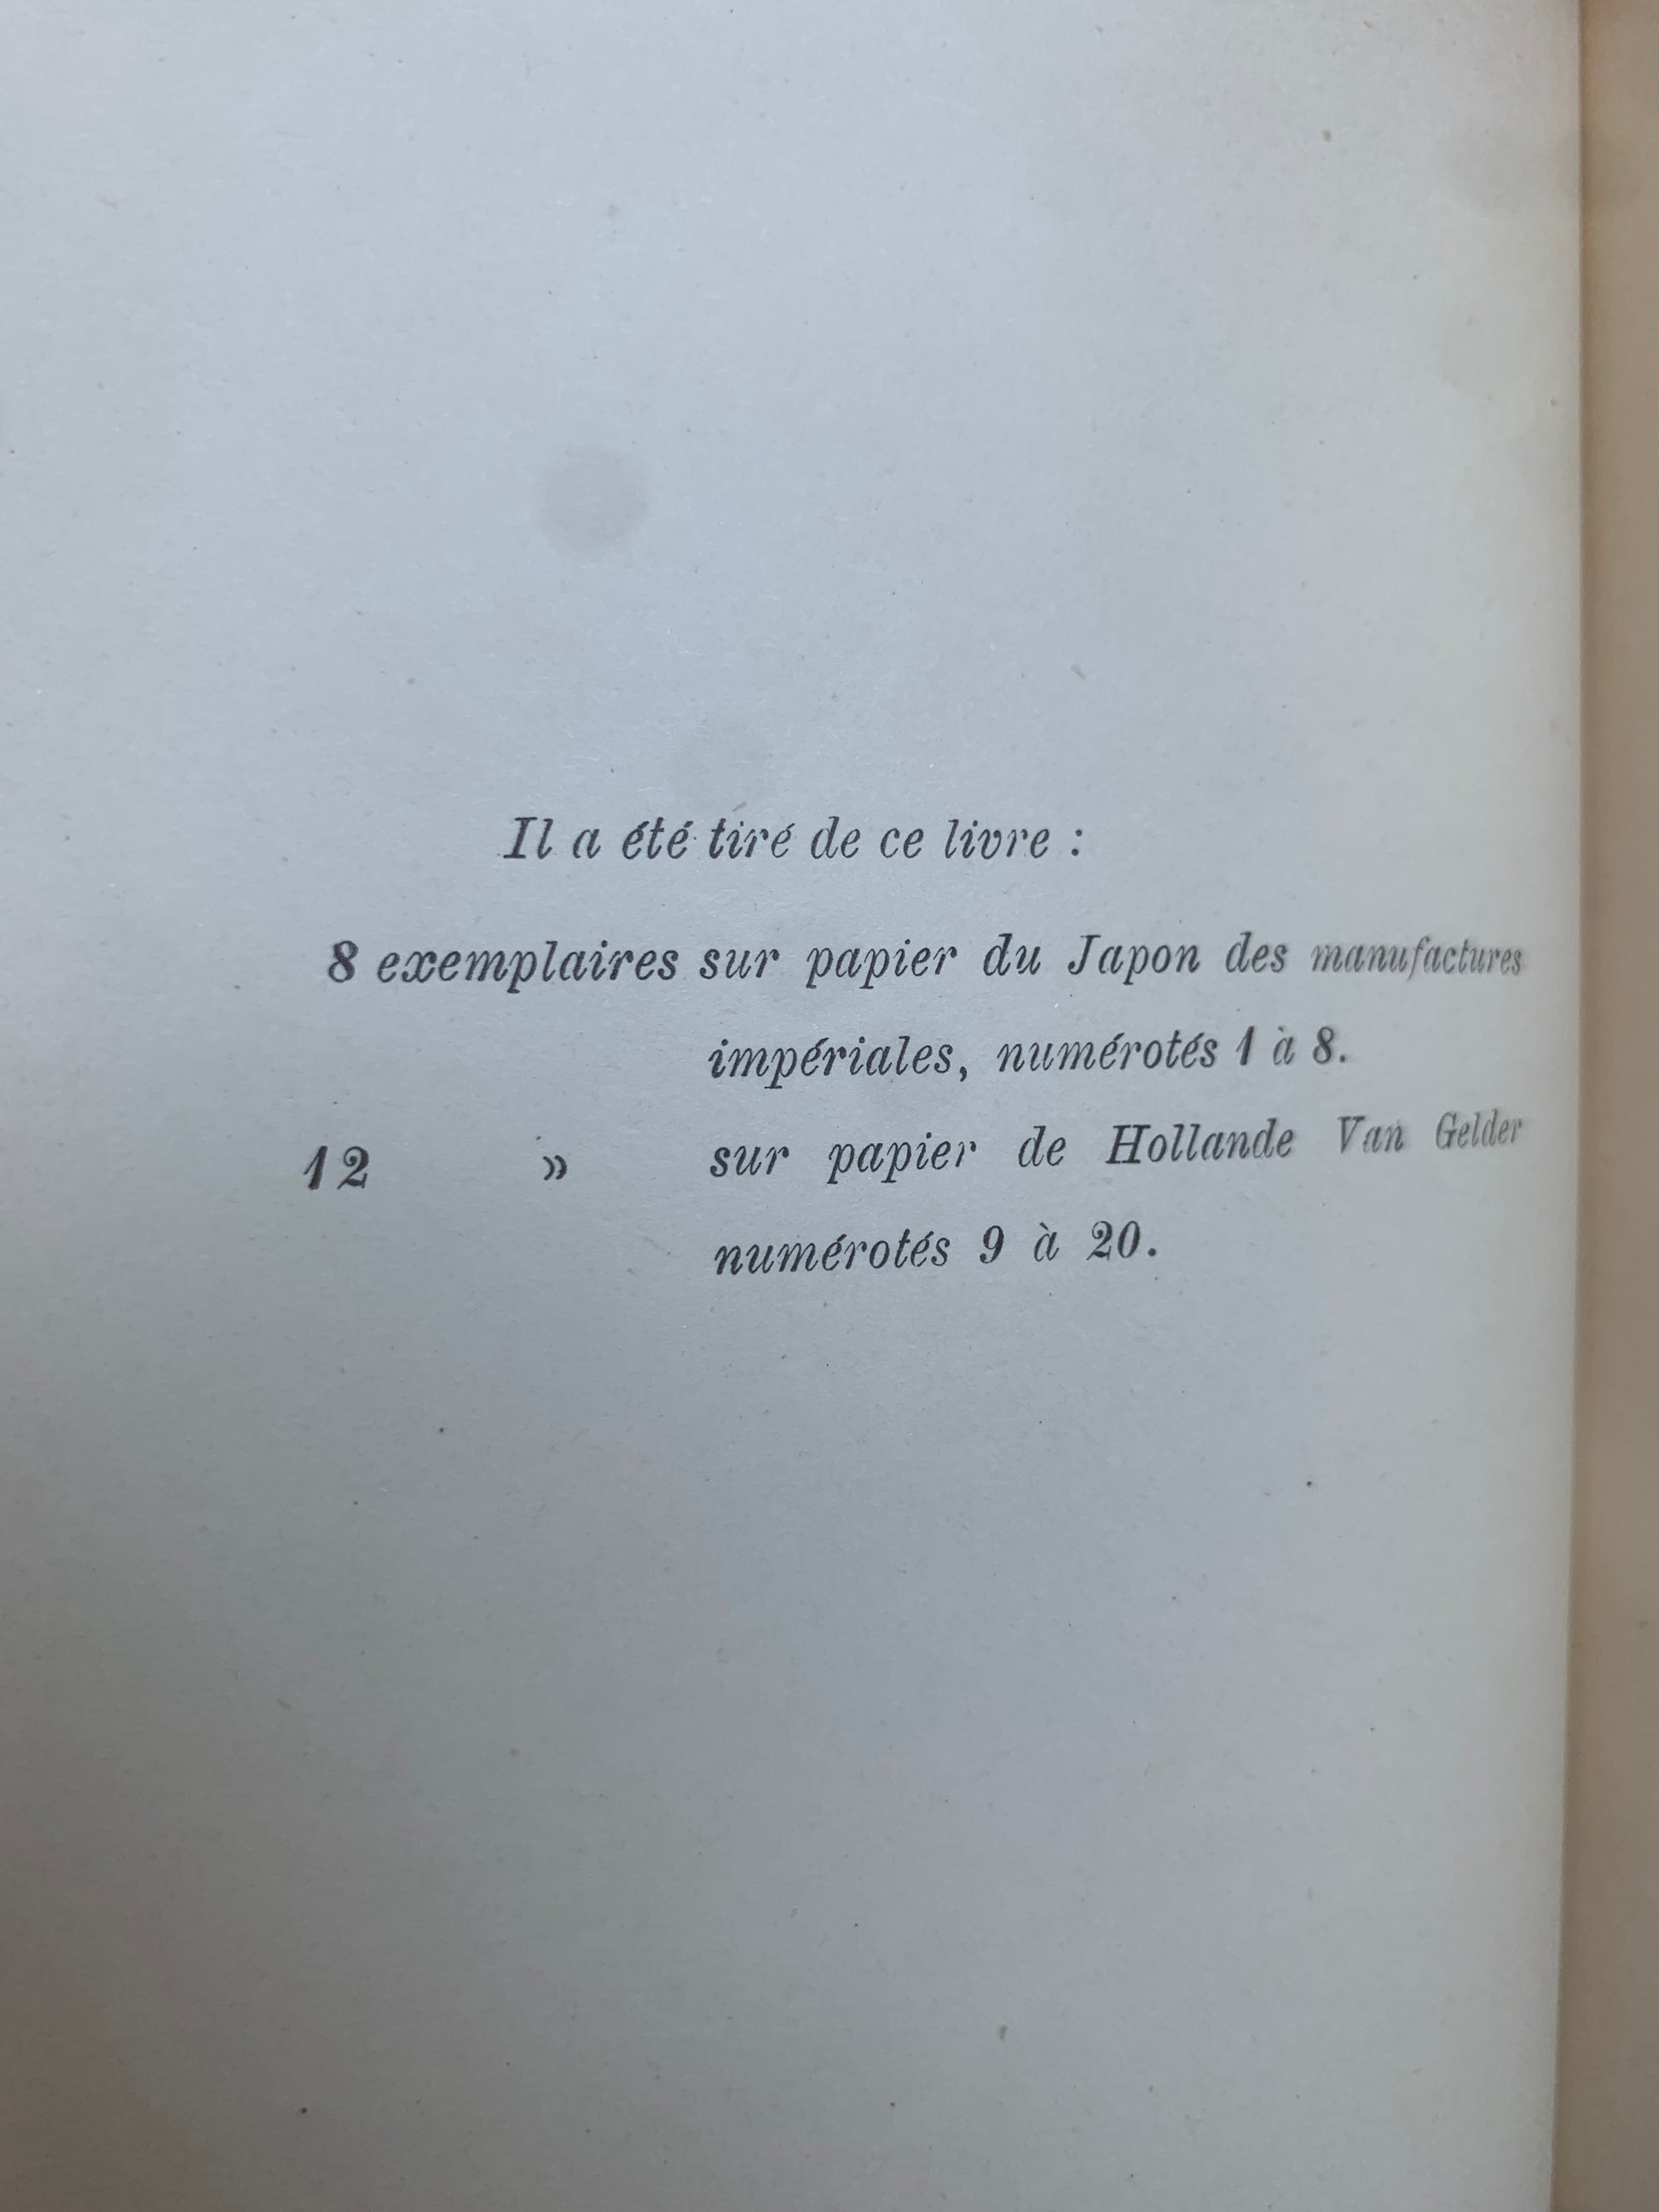 Il a été tiré de ce livre :
8 exemplaires sur papier du Japon des manufactures
impériales, numérotés 1 à 8.
12 » sur papier de Hollande Van Gelder
numérotés 9 à 20.